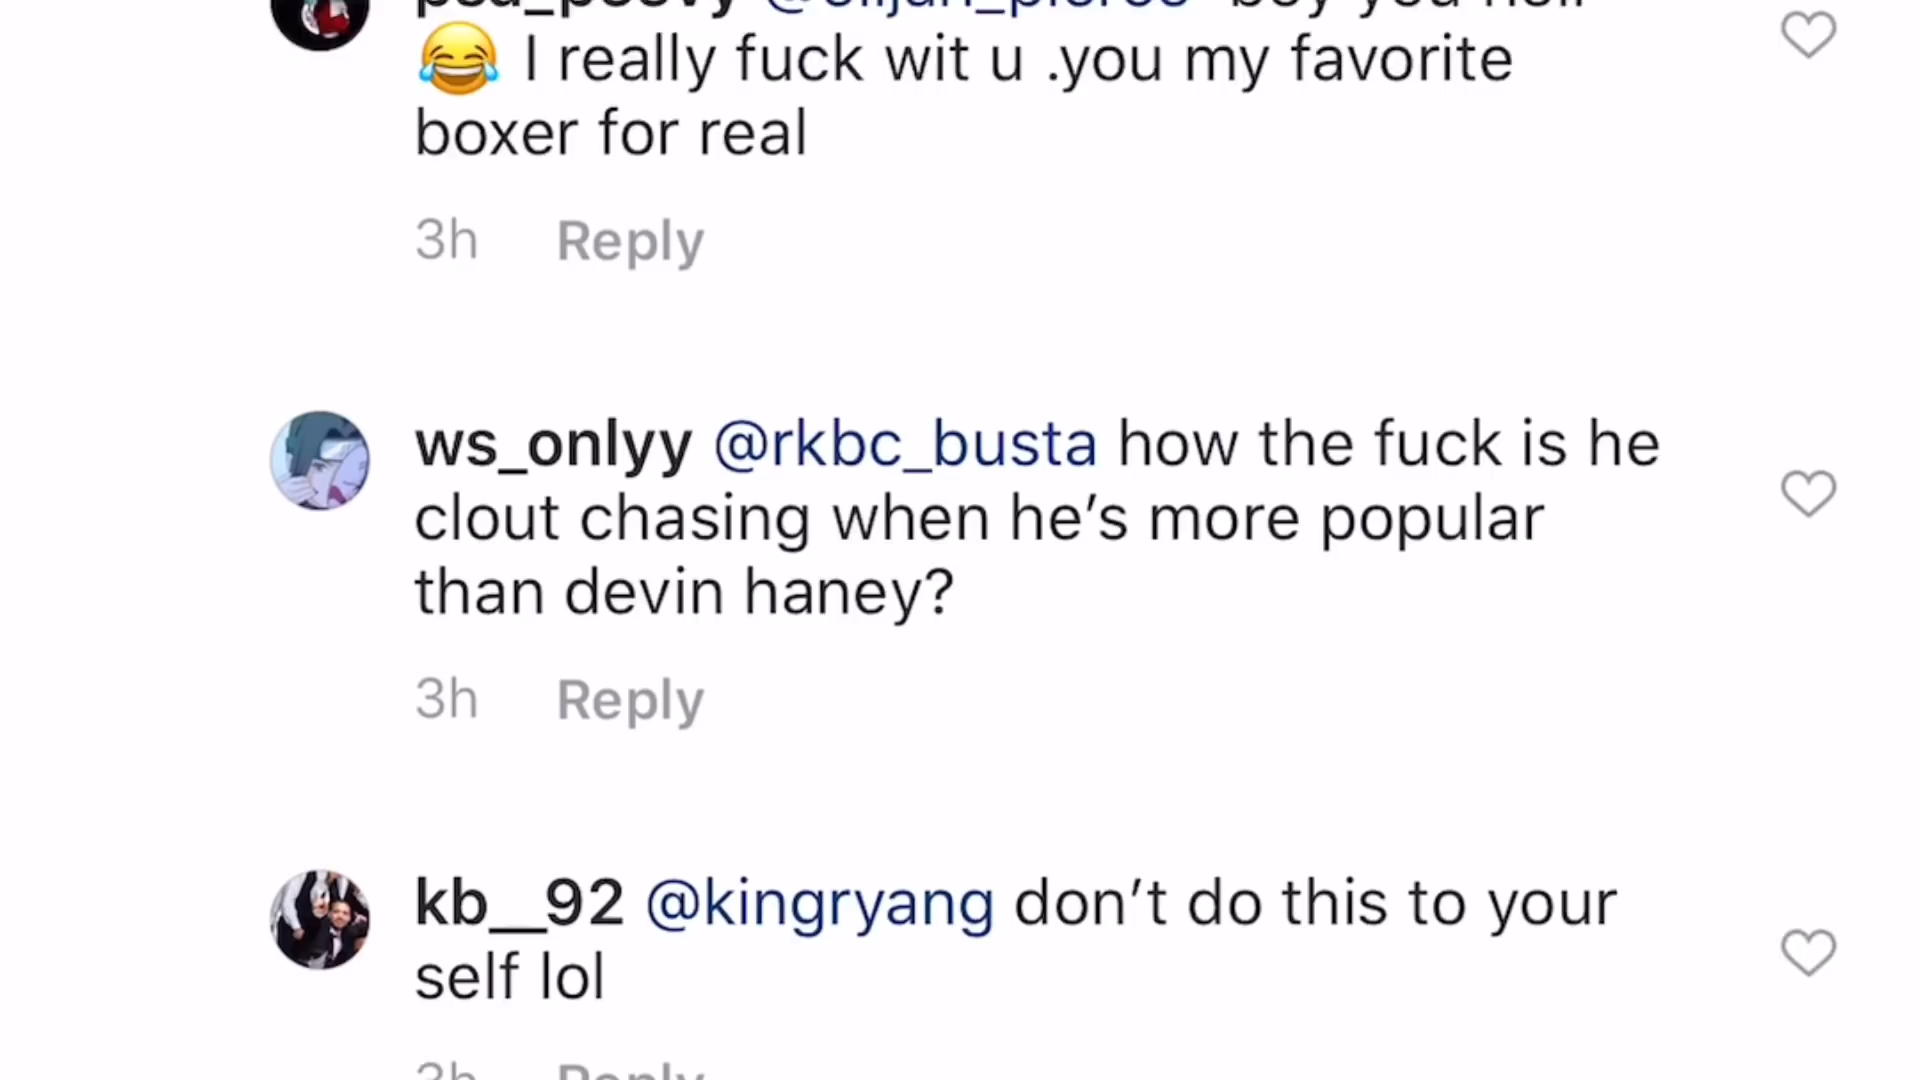 😂 I really fuck wit u .you my favorite
boxer for real
3h Reply
ws_onlyy @rkbc_busta how the fuck is he
clout chasing when he’s more popular
than devin haney?
3h Reply
kb__92 @kingryang don’t do this to your
self lol
3h Reply